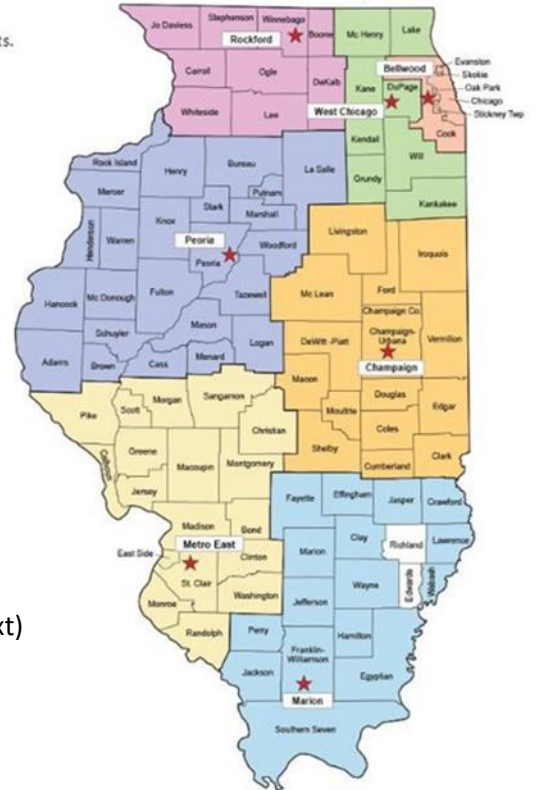 ts.
xt)
Jo Daviess
Stephenson
Winnebago
Boone
Mc Henry
Lake
Rockford
Carroll
Ogle
DeKalb
Kane
DuPage
Bellwood
Evanston
Skokie
Oak Park
Chicago
Stickney Twp
Cook
Whiteside
Lee
West Chicago
Kendall
Will
Grundy
Kankakee
Rock Island
Henry
Bureau
La Salle
Putnam
Mercer
Stark
Marshall
Knox
Henderson
Warren
Peoria
Peoria
Woodford
Livingston
Iroquois
Hancock
Mc Donough
Fulton
Tazewell
Mc Lean
Ford
Champaign Co.
Schuyler
Mason
Logan
DeWitt -Piatt
Champaign-
Urbana
Vermilion
Adams
Brown
Cass
Menard
Champaign
Macon
Douglas
Edgar
Pike
Scott
Morgan
Sangamon
Christian
Moultrie
Coles
Shelby
Cumberland
Clark
Greene
Calhoun
Macoupin
Montgomery
Jersey
Fayette
Effingham
Jasper
Crawford
Madison
Bond
Metro East
East Side
Clinton
Marion
Clay
Richland
Lawrence
St. Clair
Wayne
Edwards
Wabash
Monroe
Washington
Jefferson
Randolph
Perry
Hamilton
Franklin-
Williamson
Jackson
Egyptian
Marion
Southern Seven